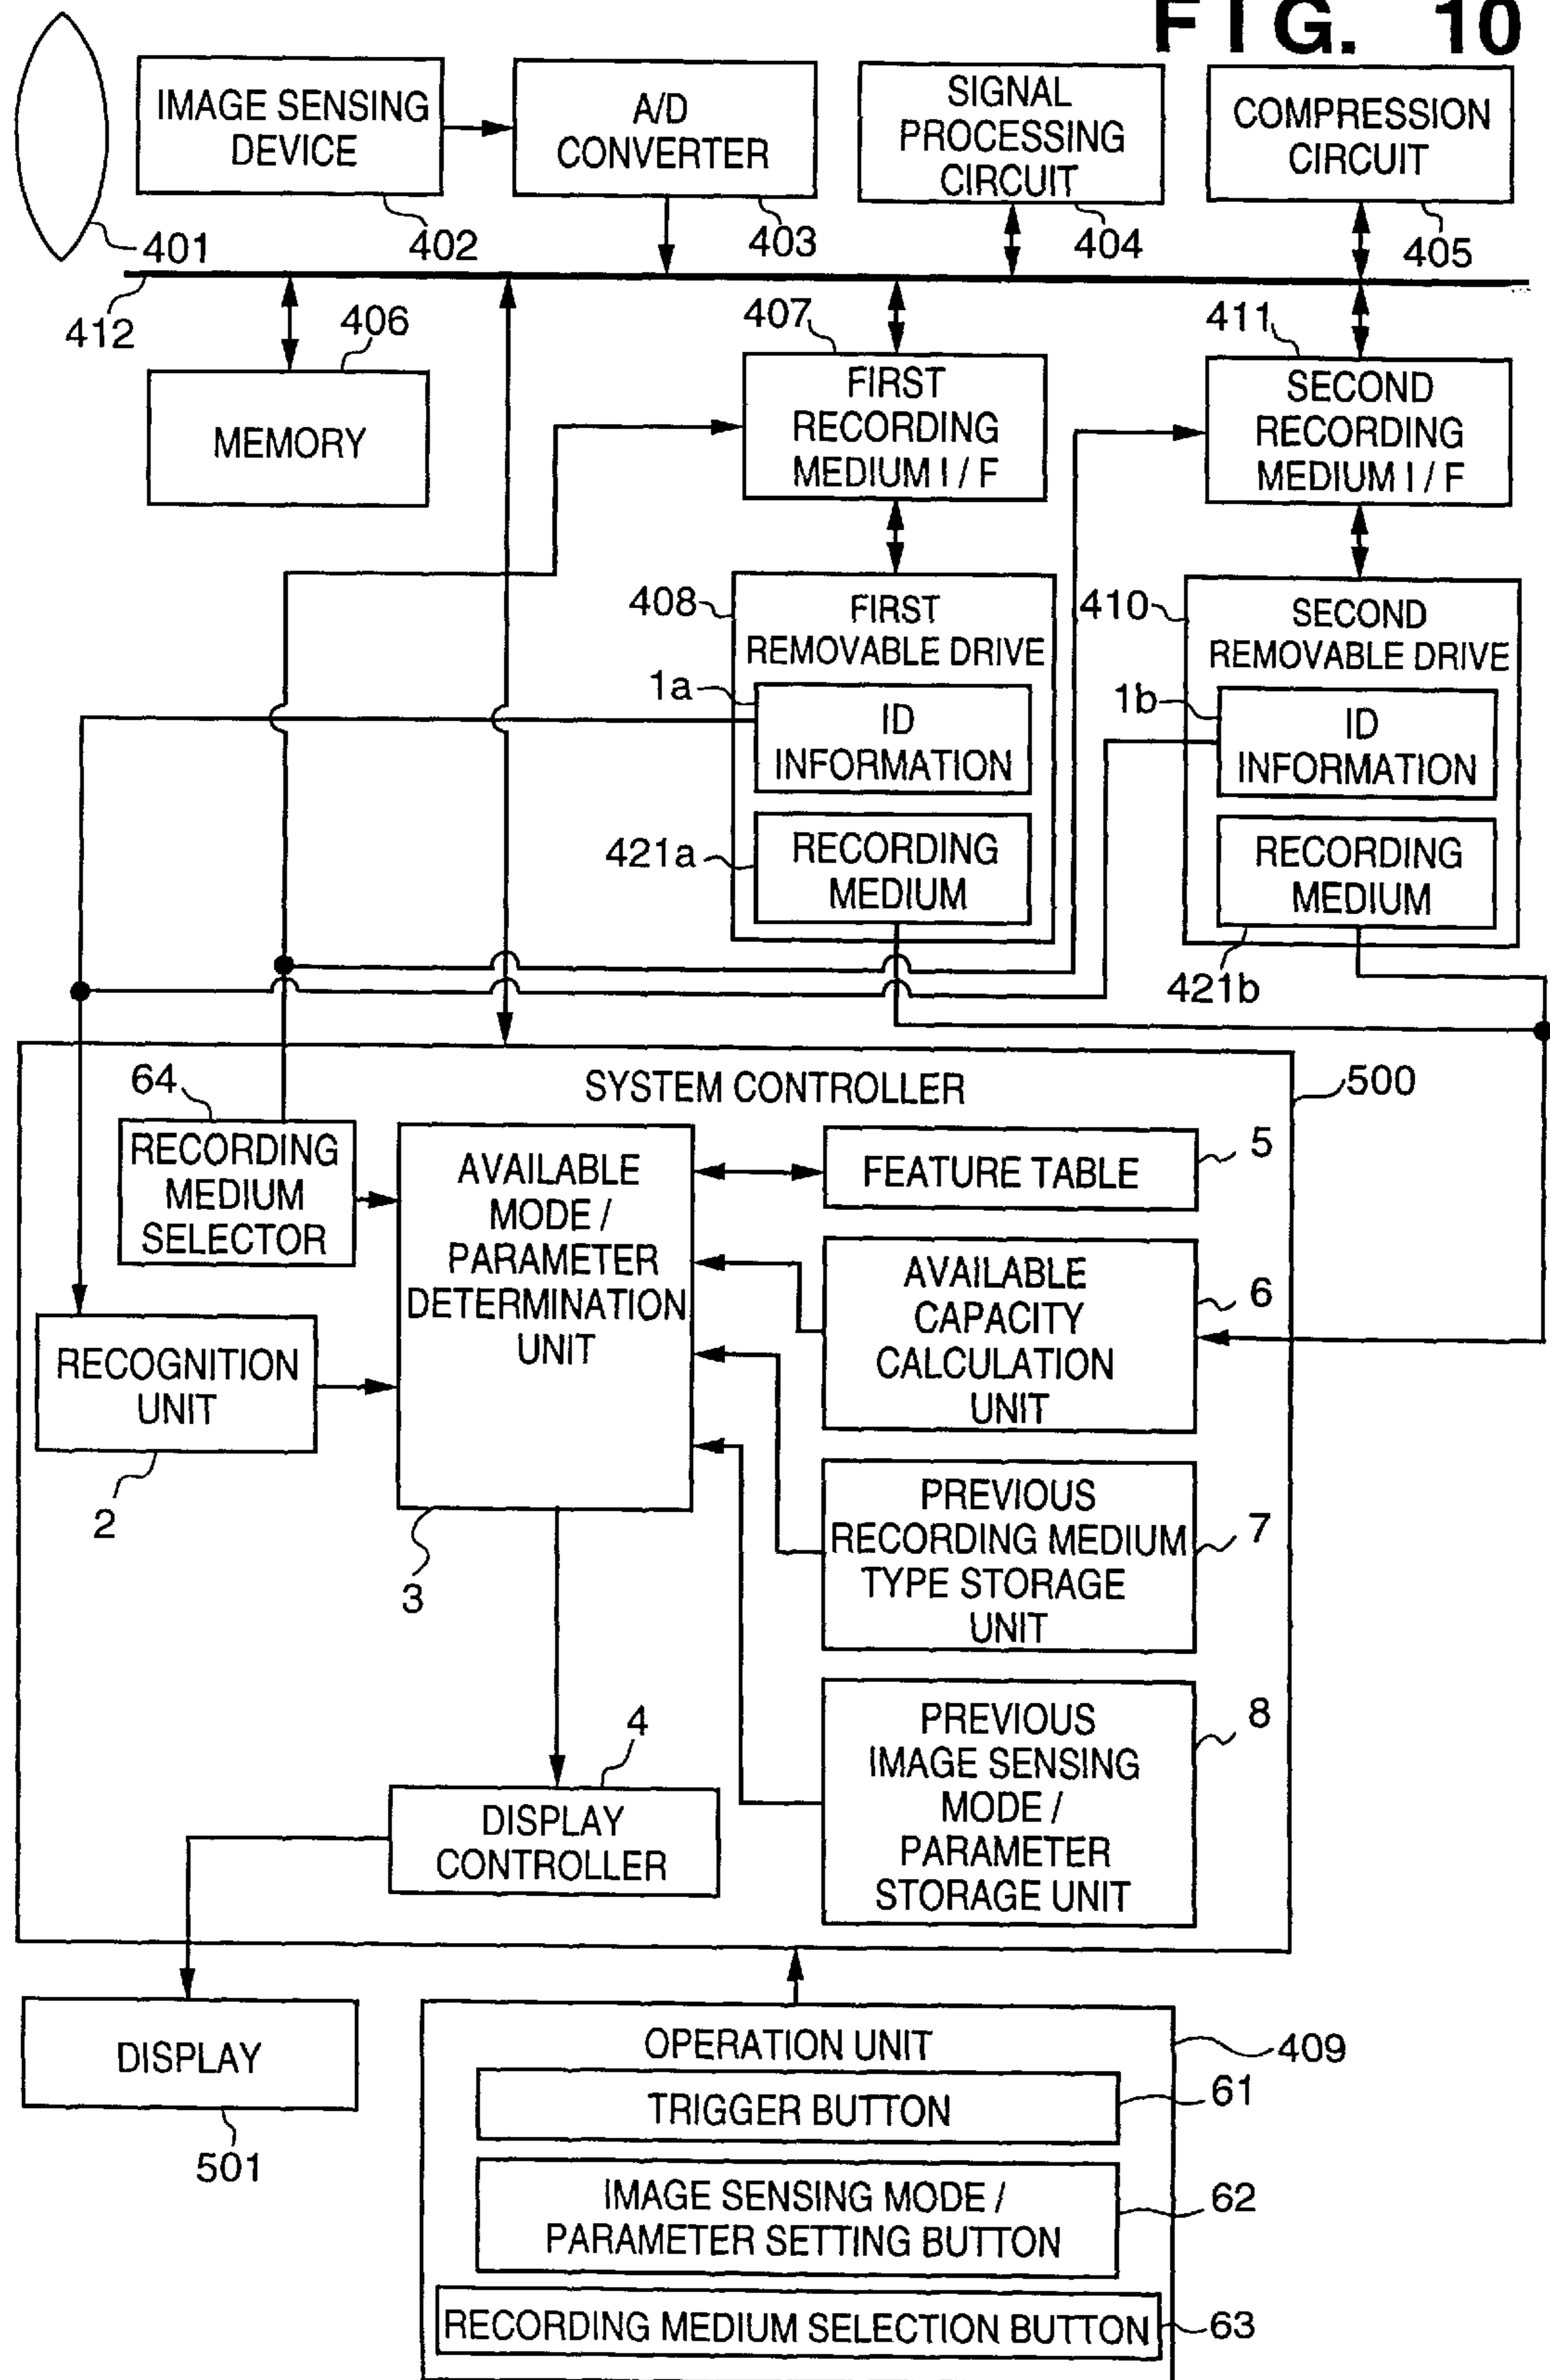 FIG. 10
IMAGE SENSING
DEVICE
A/D
CONVERTER
SIGNAL
PROCESSING
CIRCUIT
COMPRESSION
CIRCUIT
401
402
403
404
405
412
406
407
411
MEMORY
FIRST
RECORDING
MEDIUM I / F
SECOND
RECORDING
MEDIUM I / F
408
FIRST
REMOVABLE DRIVE
410
SECOND
REMOVABLE DRIVE
1a
ID
INFORMATION
1b
ID
INFORMATION
421a
RECORDING
MEDIUM
RECORDING
MEDIUM
421b
64
SYSTEM CONTROLLER
500
RECORDING
MEDIUM
SELECTOR
AVAILABLE
MODE /
PARAMETER
DETERMINATION
UNIT
FEATURE TABLE
5
AVAILABLE
CAPACITY
CALCULATION
UNIT
6
RECOGNITION
UNIT
2
3
PREVIOUS
RECORDING MEDIUM
TYPE STORAGE
UNIT
7
PREVIOUS
IMAGE SENSING
MODE /
PARAMETER
STORAGE UNIT
8
4
DISPLAY
CONTROLLER
DISPLAY
501
OPERATION UNIT
409
TRIGGER BUTTON
61
IMAGE SENSING MODE /
PARAMETER SETTING BUTTON
62
RECORDING MEDIUM SELECTION BUTTON
63